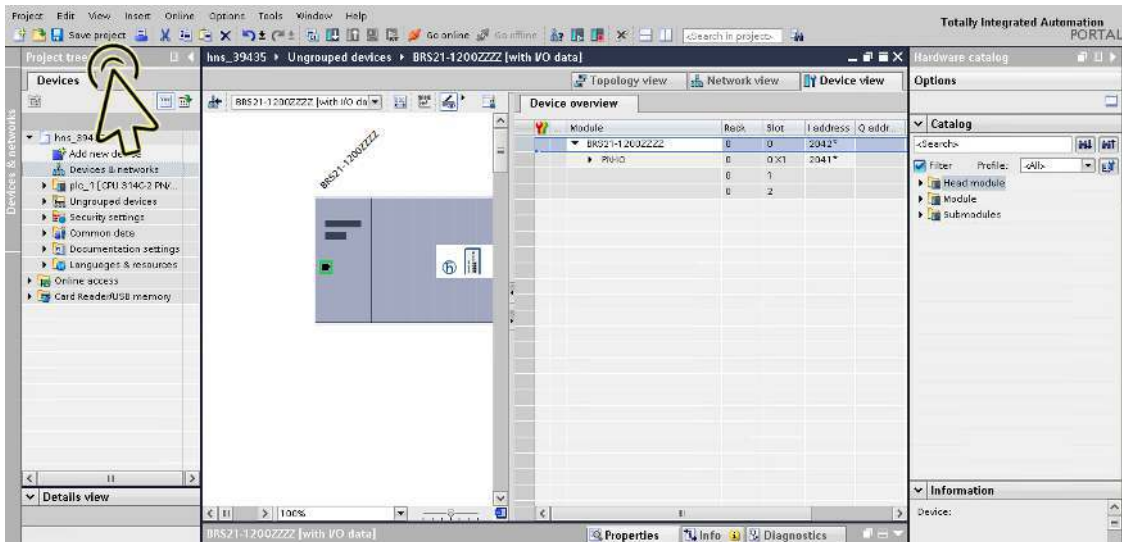 Project Edit View Insert Online Options Tools Window Help
Totally Integrated Automation
PORTAL
Save project
Go online
Go offline
<Search in project>
Project tree
hns_39435 ▸ Ungrouped devices ▸ BRS21-1200ZZZZ [with I/O data]
Hardware catalog
Devices
Topology view
Network view
Device view
Options
BRS21-1200ZZZZ [with I/O da
Device overview
Devices & networks
Module Rack Slot I address Q addr...
Catalog
BRS21-1200ZZZZ 0 0 2042*
<Search>
Add new
PN-IO 0 0 X1 2041*
Filter Profile: <All>
Devices & networks
0 1
Head module
plc_1 [CPU 314C-2 PN/...
0 2
Module
Ungrouped devices
Submodules
Security settings
Common data
Documentation settings
Languages & resources
Online access
Card Reader/USB memory
BRS21-1200ZZZZ
Details view
Information
100%
Device:
BRS21-1200ZZZZ [with I/O data]
Properties
Info
Diagnostics